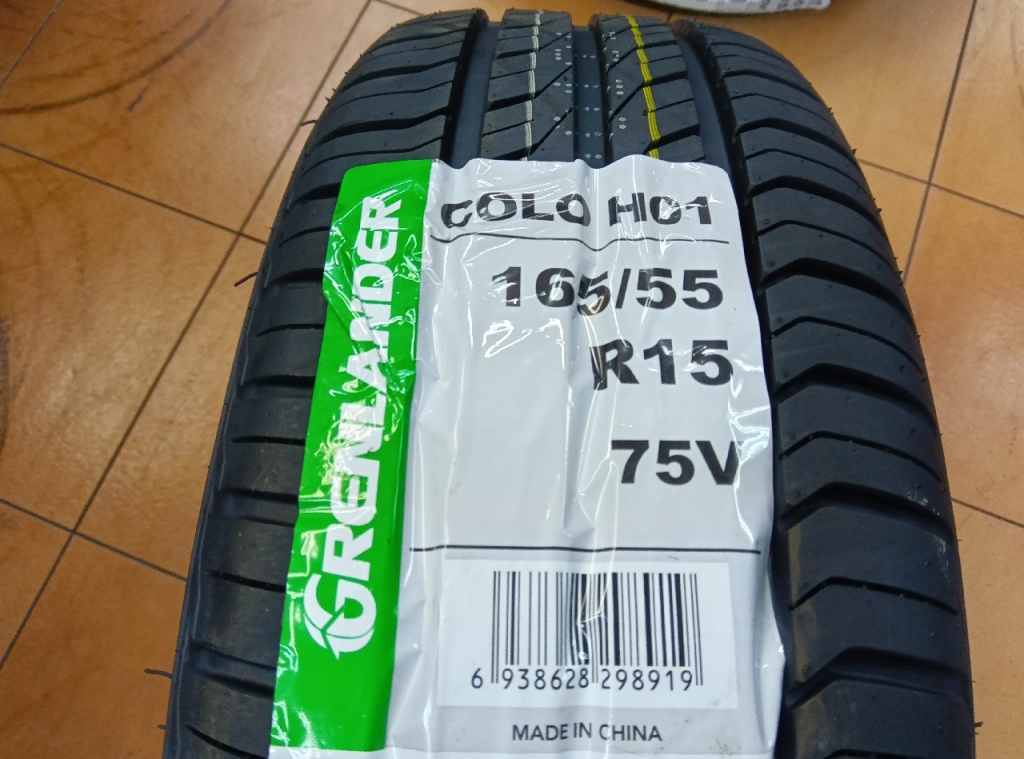 GRENLANDER
COLO H01
165/55
R15
75V
6 938628 298919
MADE IN CHINA